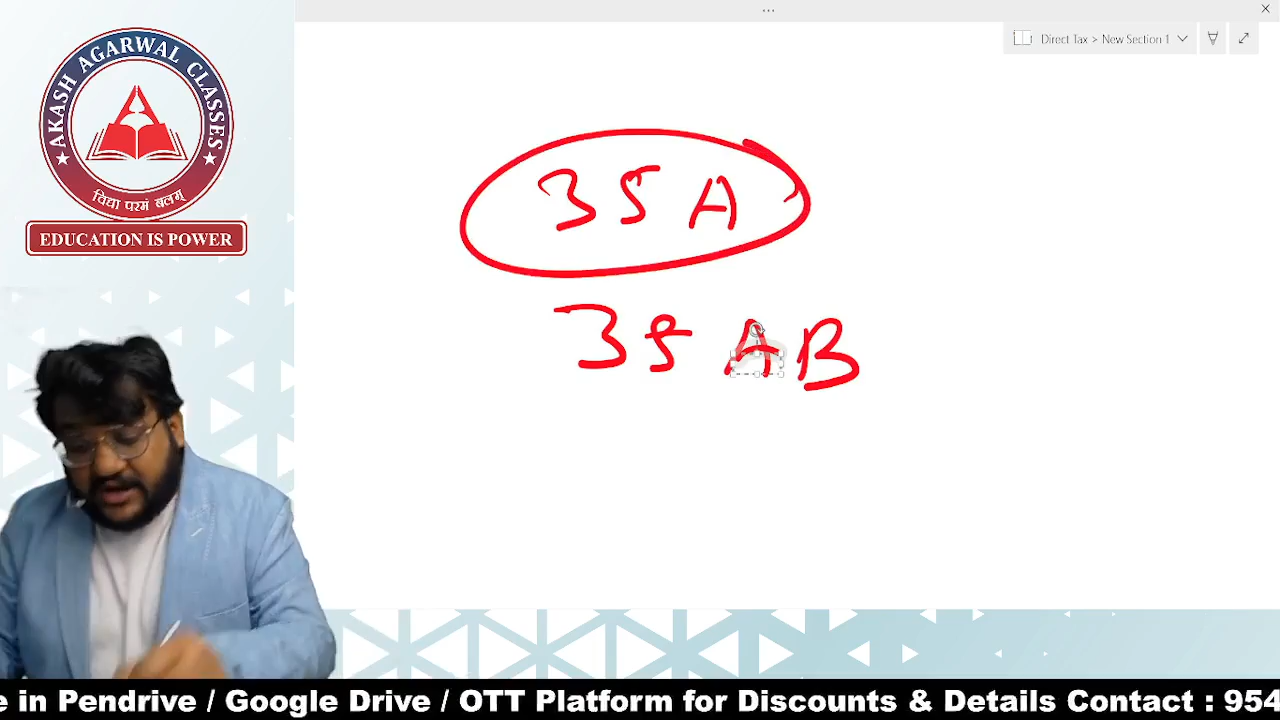 AKASH AGARWAL CLASSES
विद्या परमं बलम्
EDUCATION IS POWER
Direct Tax > New Section 1
35A
35AB
e in Pendrive / Google Drive / OTT Platform for Discounts & Details Contact : 954